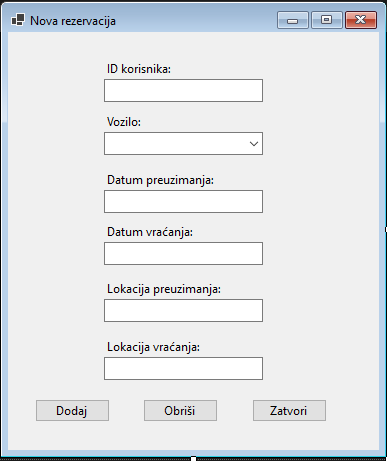 Nova rezervacija
ID korisnika:
Vozilo:
Datum preuzimanja:
Datum vraćanja:
Lokacija preuzimanja:
Lokacija vraćanja:
Dodaj Obriši Zatvori